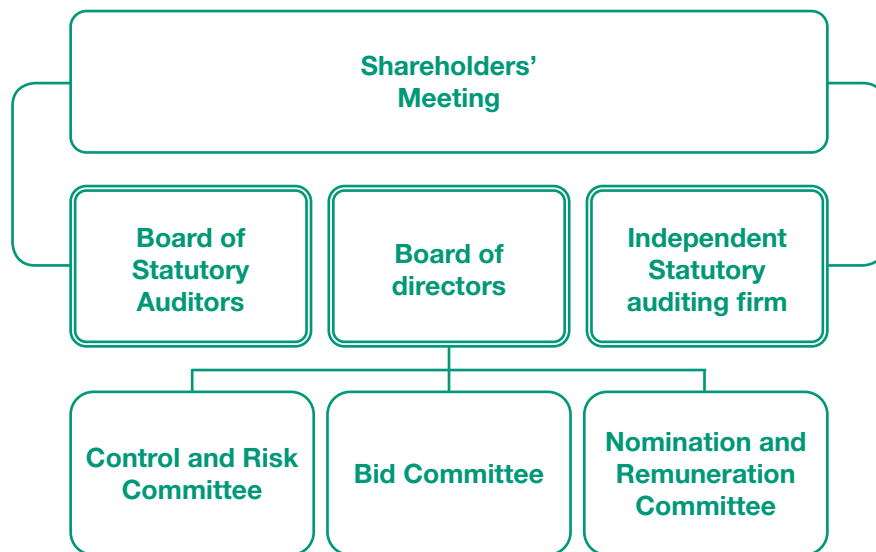 Shareholders’
Meeting
Board of
Statutory
Auditors
Board of
directors
Independent
Statutory
auditing firm
Control and Risk
Committee
Bid Committee
Nomination and
Remuneration
Committee